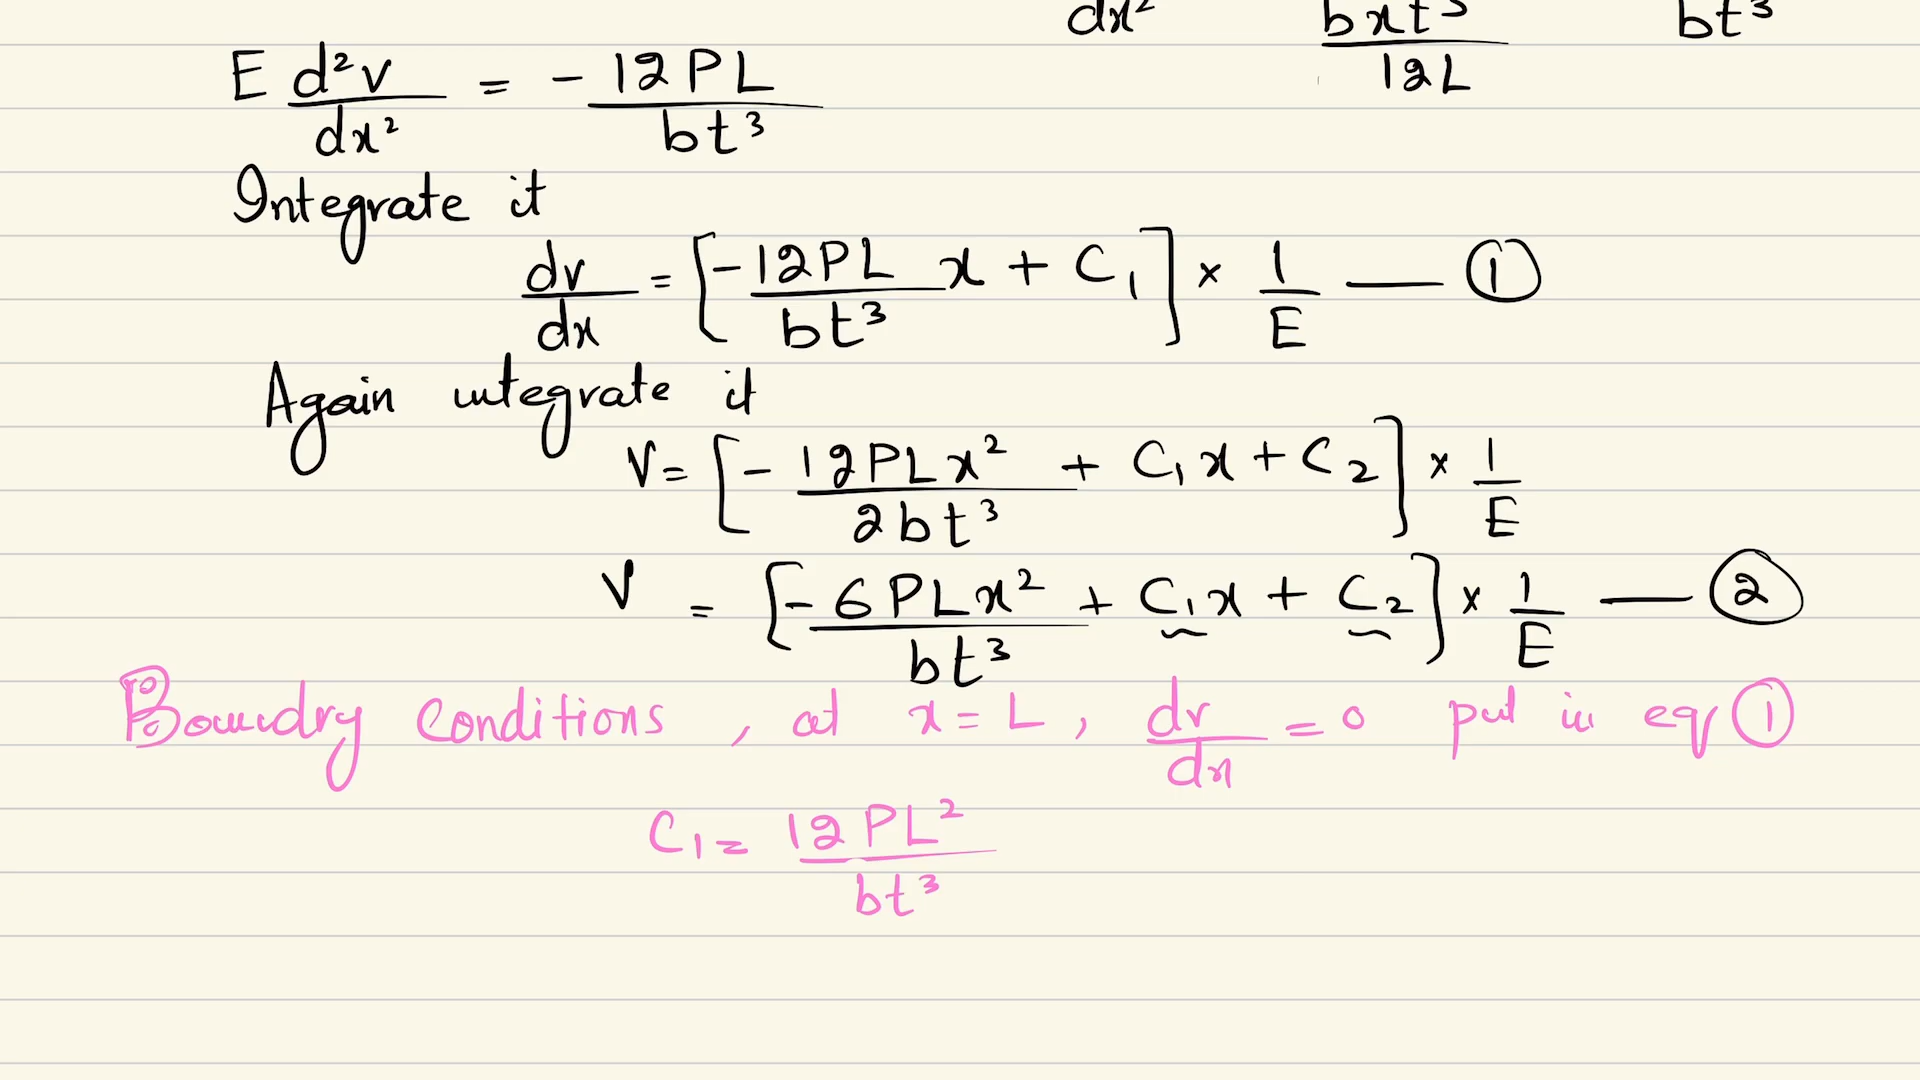 dx² bxt³ bt³
12L
E d²v/dx² = - 12PL/bt³
Integrate it
dv/dx = [-12PL/bt³ x + C₁] × 1/E — ①
Again integrate it
V = [- 12PLx²/2bt³ + C₁x + C₂] × 1/E
V = [- 6PLx²/bt³ + C₁x + C₂] × 1/E — ②
Boundry Conditions , at x = L , dv/dx = 0 put in eq ①
C₁ = 12PL²/bt³